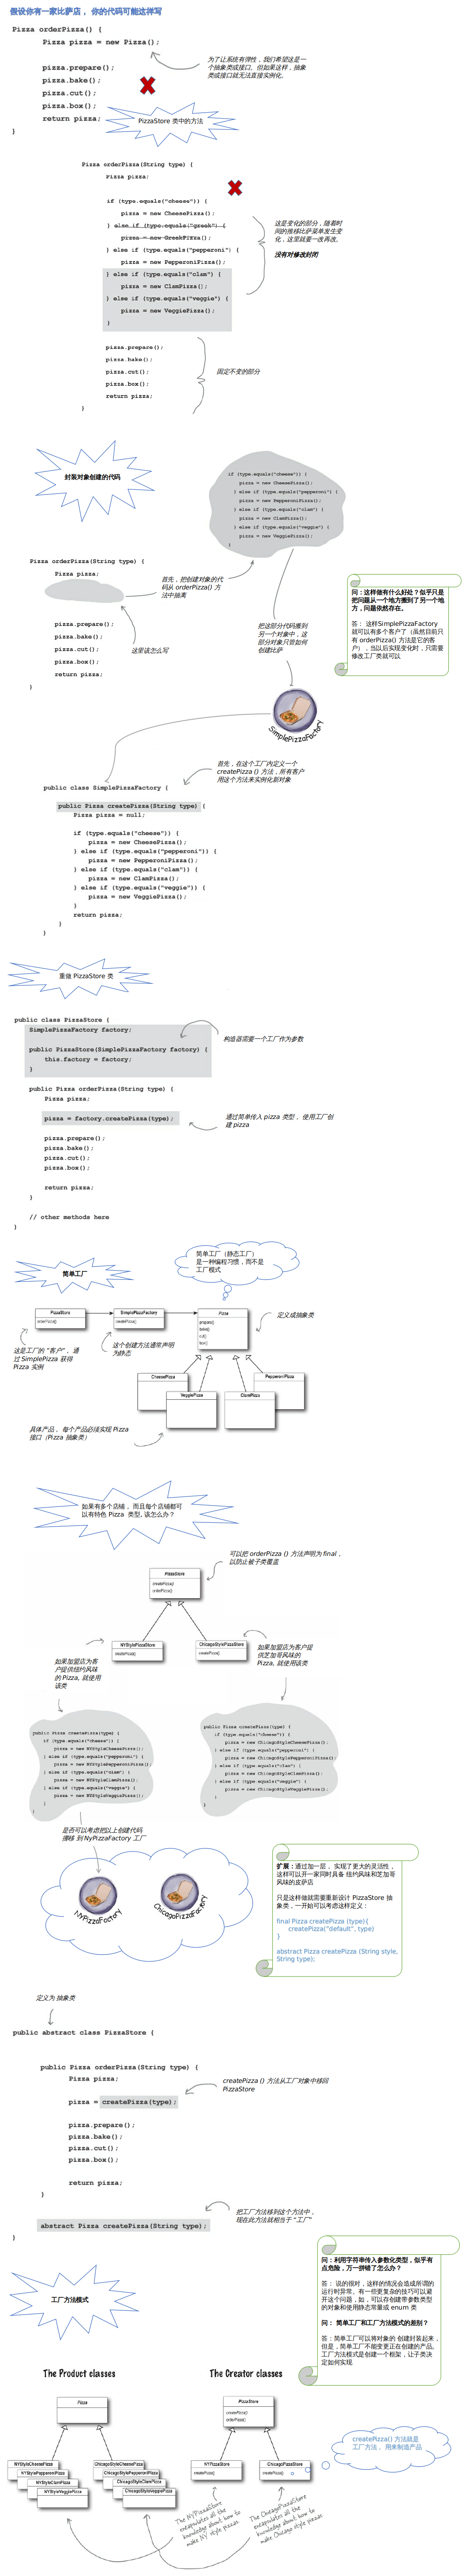 假设你有一家比萨店， 你的代码可能这样写
Pizza orderPizza() {
Pizza pizza = new Pizza();
pizza.prepare();
pizza.bake();
pizza.cut();
pizza.box();
return pizza;
}
为了让系统有弹性，我们希望这是一
个抽象类或接口。但如果这样，抽象
类或接口就无法直接实例化。
PizzaStore 类中的方法
Pizza orderPizza(String type) {
Pizza pizza;
if (type.equals("cheese")) {
pizza = new CheesePizza();
} else if (type.equals("greek") {
pizza = new GreekPizza();
} else if (type.equals("pepperoni") {
pizza = new PepperoniPizza();
} else if (type.equals("clam") {
pizza = new ClamPizza();
} else if (type.equals("veggie") {
pizza = new VeggiePizza();
}
这是变化的部分，随着时
间的推移比萨菜单发生变
化，这里就要一改再改。
没有对修改封闭
pizza.prepare();
pizza.bake();
pizza.cut();
pizza.box();
return pizza;
}
固定不变的部分
封装对象创建的代码
if (type.equals("cheese")) {
pizza = new CheesePizza();
} else if (type.equals("pepperoni") {
pizza = new PepperoniPizza();
} else if (type.equals("clam") {
pizza = new ClamPizza();
} else if (type.equals("veggie") {
pizza = new VeggiePizza();
}
Pizza orderPizza(String type) {
Pizza pizza;
首先，把创建对象的代
码从 orderPizza() 方
法中抽离
pizza.prepare();
pizza.bake();
pizza.cut();
pizza.box();
return pizza;
}
这里该怎么写
把这部分代码搬到
另一个对象中，这
部分对象只管如何
创建比萨
问：这样做有什么好处？似乎只是
把问题从一个地方搬到了另一个地
方，问题依然存在。
答： 这样SimplePizzaFactory
就可以有多个客户了（虽然目前只
有 orderPizza() 方法是它的客
户），当以后实现变化时，只需要
修改工厂类就可以
SimplePizzaFactory
首先，在这个工厂内定义一个
createPizza () 方法，所有客户
用这个方法来实例化新对象
public class SimplePizzaFactory {
public Pizza createPizza(String type) {
Pizza pizza = null;
if (type.equals("cheese")) {
pizza = new CheesePizza();
} else if (type.equals("pepperoni")) {
pizza = new PepperoniPizza();
} else if (type.equals("clam")) {
pizza = new ClamPizza();
} else if (type.equals("veggie")) {
pizza = new VeggiePizza();
}
return pizza;
}
}
重做 PizzaStore 类
public class PizzaStore {
SimplePizzaFactory factory;
public PizzaStore(SimplePizzaFactory factory) {
this.factory = factory;
}
构造器需要一个工厂作为参数
public Pizza orderPizza(String type) {
Pizza pizza;
pizza = factory.createPizza(type);
通过简单传入 pizza 类型， 使用工厂创
建 pizza
pizza.prepare();
pizza.bake();
pizza.cut();
pizza.box();
return pizza;
}
// other methods here
}
简单工厂
简单工厂（静态工厂）
是一种编程习惯，而不是
工厂模式
PizzaStore
orderPizza()
SimplePizzaFactory
createPizza()
Pizza
prepare()
bake()
cut()
box()
定义成抽象类
这是工厂的 “客户”， 通
过 SimplePizza 获得
Pizza 实例
这个创建方法通常声明
为静态
CheesePizza
VeggiePizza
ClamPizza
PepperoniPizza
具体产品， 每个产品必须实现 Pizza
接口（Pizza 抽象类）
如果有多个店铺， 而且每个店铺都可
以有特色 Pizza 类型, 该怎么办？
可以把 orderPizza () 方法声明为 final，
以防止被子类覆盖
PizzaStore
createPizza()
orderPizza()
NYStylePizzaStore
createPizza()
ChicagoStylePizzaStore
createPizza()
如果加盟店为客
户提供纽约风味
的 Pizza, 就使用
该类
如果加盟店为客户提
供芝加哥风味的
Pizza, 就使用该类
public Pizza createPizza(type) {
if (type.equals("cheese")) {
pizza = new NYStyleCheesePizza();
} else if (type.equals("pepperoni") {
pizza = new NYStylePepperoniPizza();
} else if (type.equals("clam") {
pizza = new NYStyleClamPizza();
} else if (type.equals("veggie") {
pizza = new NYStyleVeggiePizza();
}
}
public Pizza createPizza(type) {
if (type.equals("cheese")) {
pizza = new ChicagoStyleCheesePizza();
} else if (type.equals("pepperoni") {
pizza = new ChicagoStylePepperoniPizza();
} else if (type.equals("clam") {
pizza = new ChicagoStyleClamPizza();
} else if (type.equals("veggie") {
pizza = new ChicagoStyleVeggiePizza();
}
}
是否可以考虑把以上创建代码
挪移 到 NyPizzaFactory 工厂
NYPizzaFactory
ChicagoPizzaFactory
扩展：通过加一层， 实现了更大的灵活性，
这样可以开一家同时具备 纽约风味和芝加哥
风味的皮萨店
只是这样做就需要重新设计 PizzaStore 抽
象类，一开始可以考虑这样定义：
final Pizza createPizza (type){
createPizza("default", type)
}
abstract Pizza createPizza (String style,
String type);
定义为 抽象类
public abstract class PizzaStore {
public Pizza orderPizza(String type) {
Pizza pizza;
pizza = createPizza(type);
createPizza () 方法从工厂对象中移回
PizzaStore
pizza.prepare();
pizza.bake();
pizza.cut();
pizza.box();
return pizza;
}
把工厂方法移到这个方法中，
现在此方法就相当于 “工厂”
abstract Pizza createPizza(String type);
}
工厂方法模式
问：利用字符串传入参数化类型，似乎有
点危险，万一拼错了怎么办？
答： 说的很对，这样的情况会造成所谓的
运行时异常。有一些更复杂的技巧可以避
开这个问题，如，可以存创建带参数类型
的对象和使用静态常量或 enum 类
问： 简单工厂和工厂方法模式的差别？
答：简单工厂可以将对象的 创建封装起来，
但是，简单工厂不能变更正在创建的产品,
工厂方法模式是创建一个框架，让子类决
定如何实现
The Product classes
The Creator classes
Pizza
PizzaStore
createPizza()
orderPizza()
createPizza() 方法就是
工厂方法， 用来制造产品
NYStyleCheesePizza
NYStylePepperoniPizza
NYStyleClamPizza
NYStyleVeggiePizza
ChicagoStyleCheesePizza
ChicagoStylePepperoniPizza
ChicagoStyleClamPizza
ChicagoStyleVeggiePizza
NYPizzaStore
createPizza()
ChicagoPizzaStore
createPizza()
The NYPizzaStore
encapsulates all the
knowledge about how to
make NY style pizzas.
The ChicagoPizzaStore
encapsulates all the
knowledge about how to
make Chicago style pizzas.